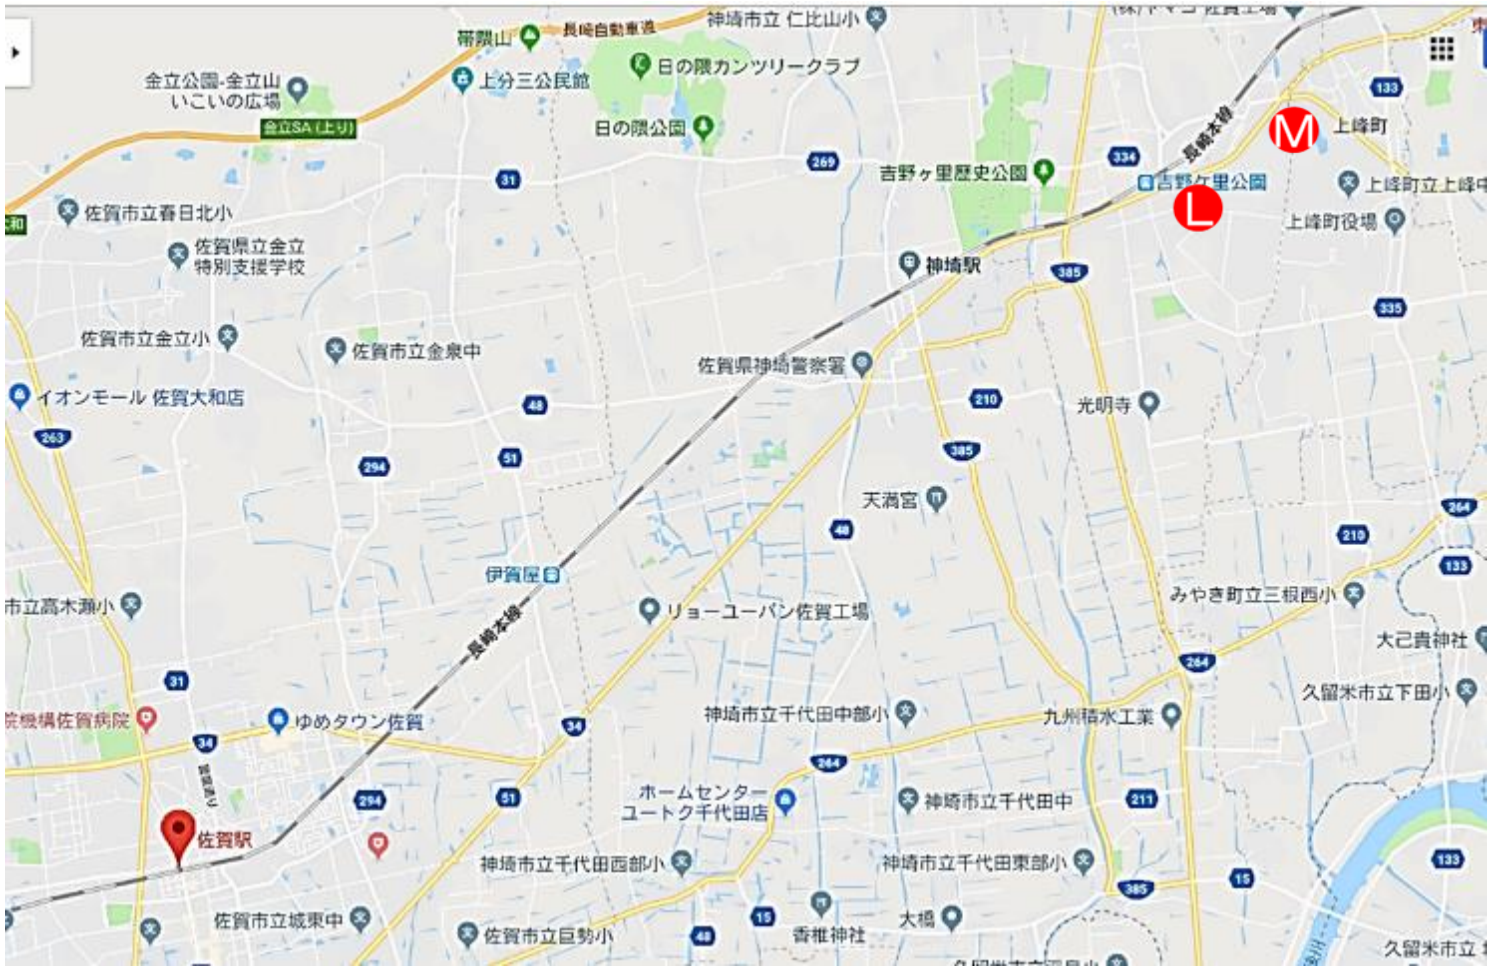 神埼市立 仁比山小
帯隈山
長崎自動車道
日の隈カンツリークラブ
上分三公民館
金立公園-金立山
いこいの広場
133
金立SA (上り)
日の隈公園
長崎本線
M
上峰町
269
334
31
吉野ヶ里歴史公園
吉野ケ里公園
佐賀市立春日北小
L
上峰町役場
佐賀県立金立
特別支援学校
神埼駅
385
335
佐賀市立金立小
佐賀市立金泉中
佐賀県神埼警察署
イオンモール 佐賀大和店
48
210
光明寺
263
294
51
385
天満宮
264
48
210
133
伊賀屋
みやき町立三根西小
市立高木瀬小
リョーユーパン佐賀工場
長崎本線
大己貴神社
264
31
久留米市立下田小
院機構佐賀病院
ゆめタウン佐賀
神埼市立千代田中部小
九州積水工業
34
34
264
294
51
ホームセンター
ユートク千代田店
神埼市立千代田中
211
佐賀駅
神埼市立千代田西部小
神埼市立千代田東部小
133
385
15
佐賀市立城東中
佐賀市立巨勢小
15
48
香椎神社
大橋
久留米市立